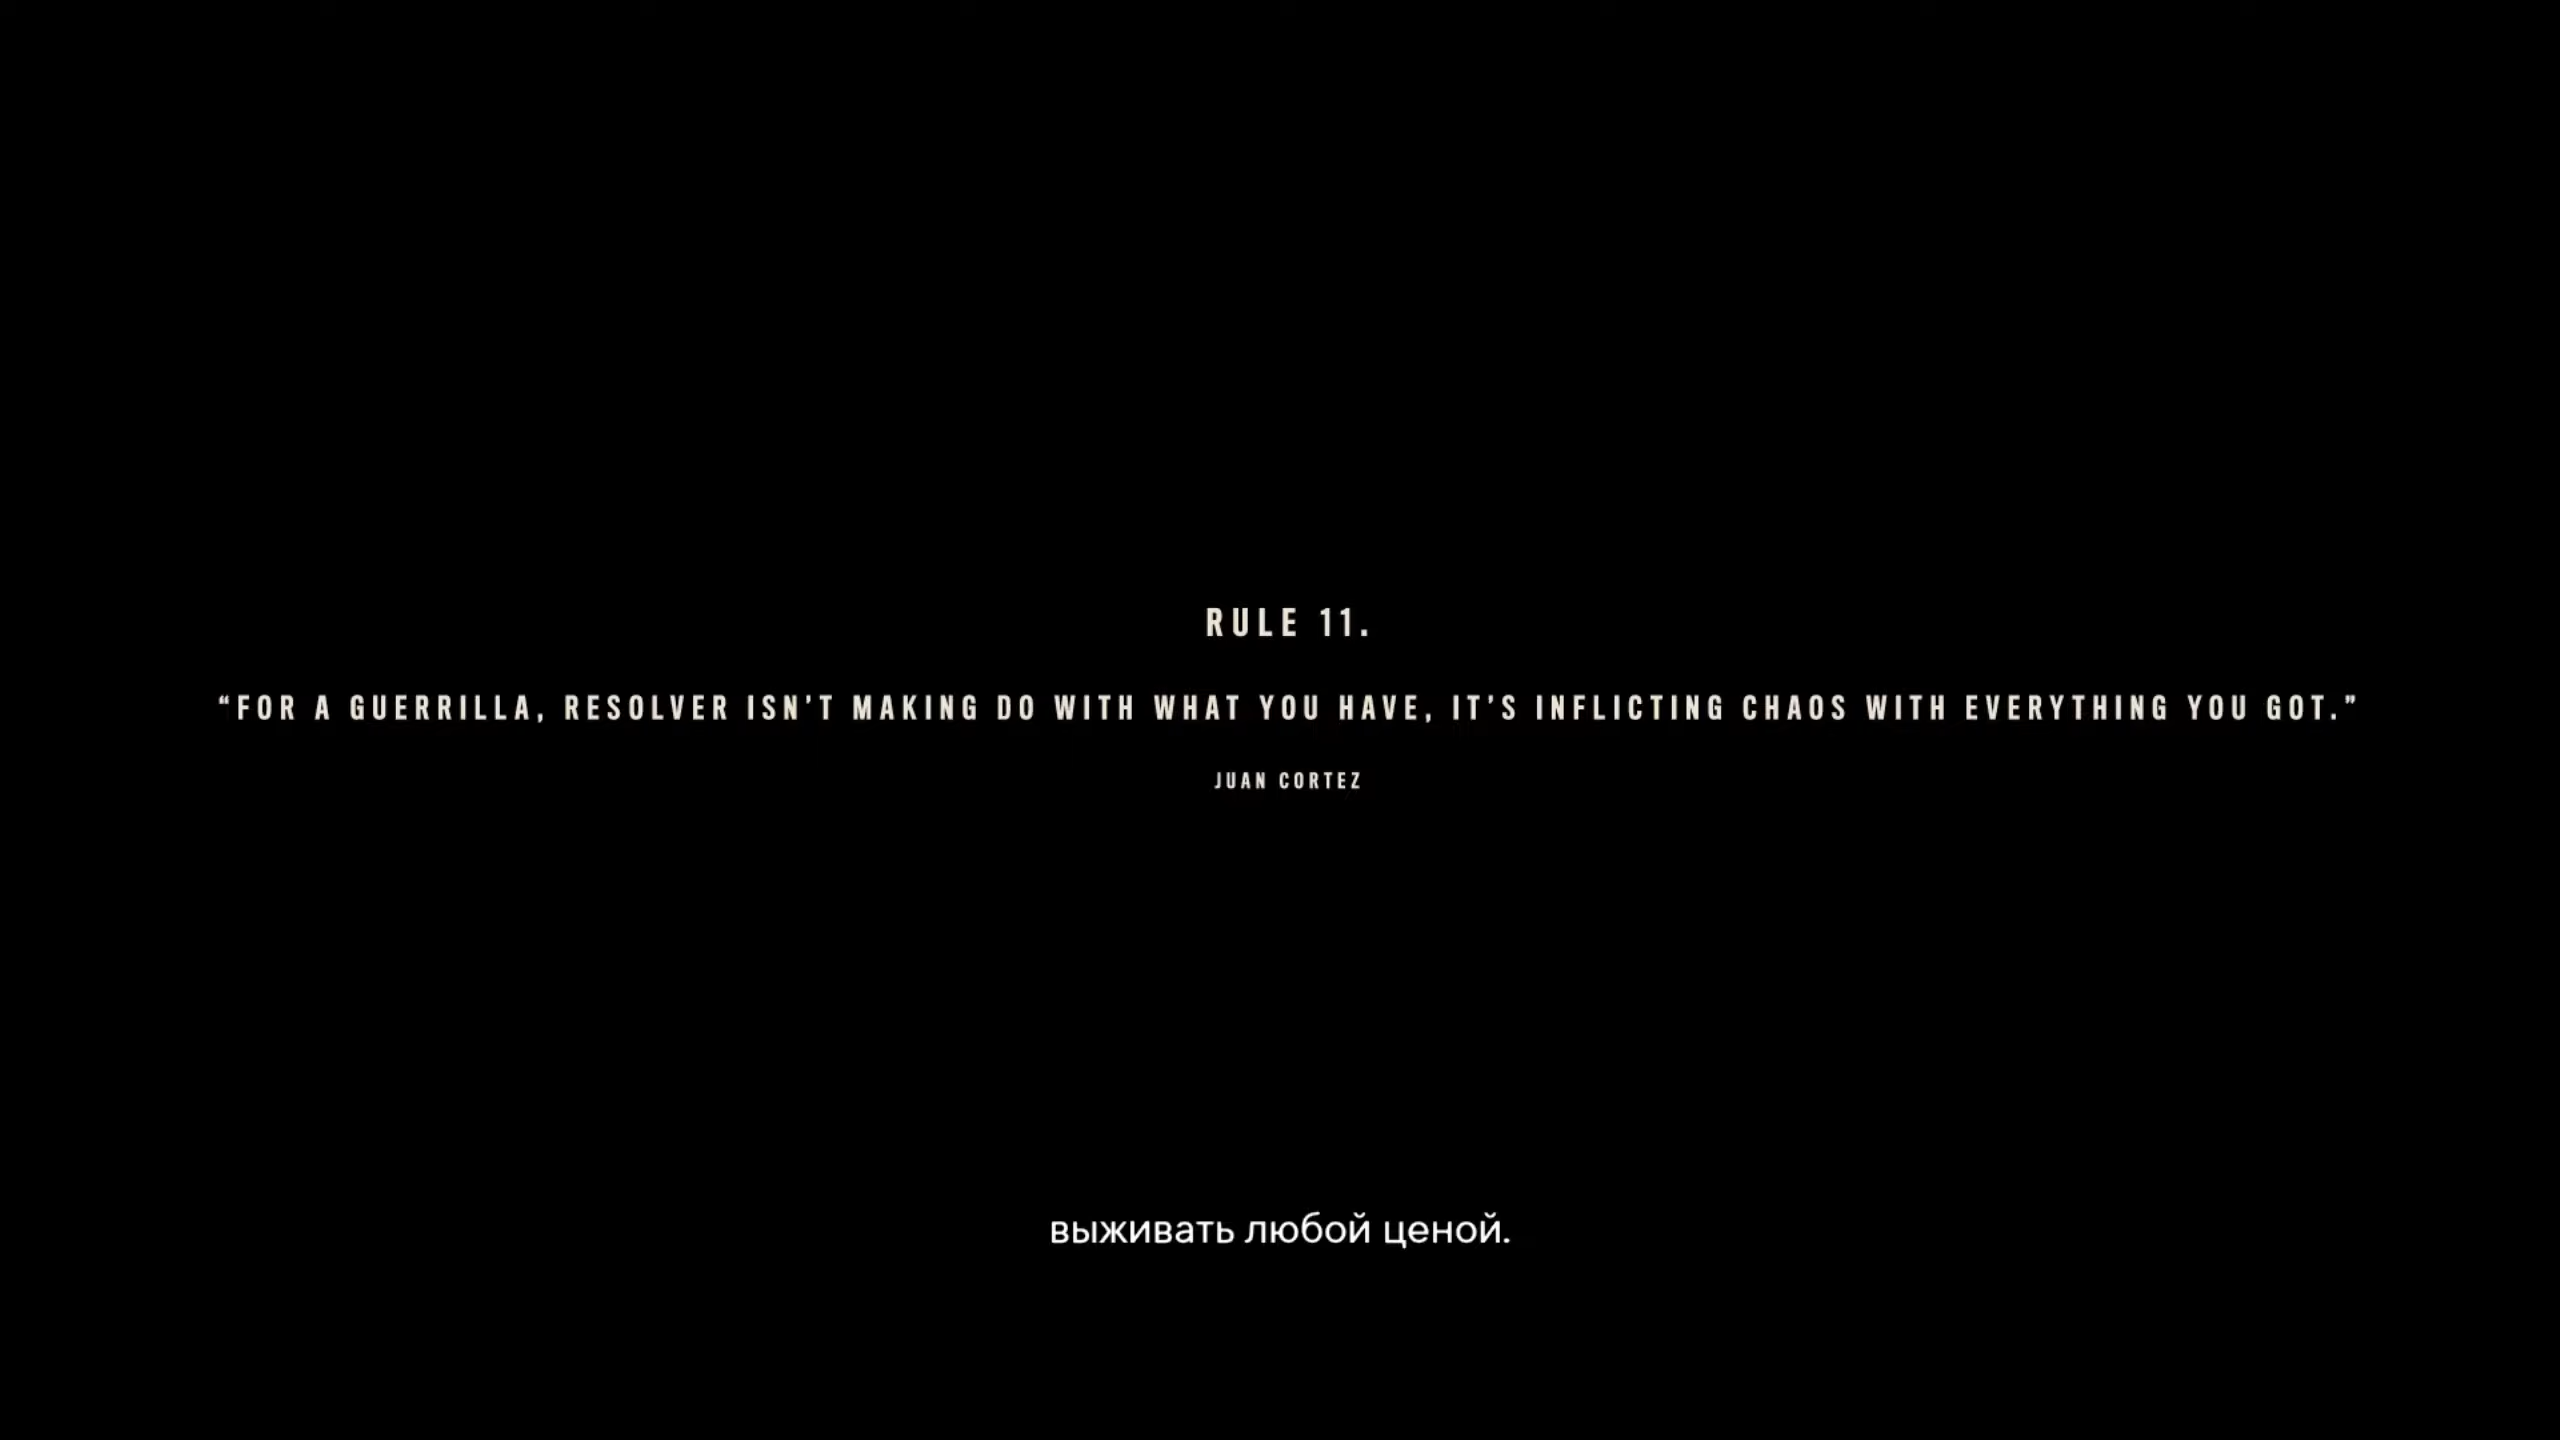 RULE 11.
“FOR A GUERRILLA, RESOLVER ISN’T MAKING DO WITH WHAT YOU HAVE, IT’S INFLICTING CHAOS WITH EVERYTHING YOU GOT.”
JUAN CORTEZ
выживать любой ценой.